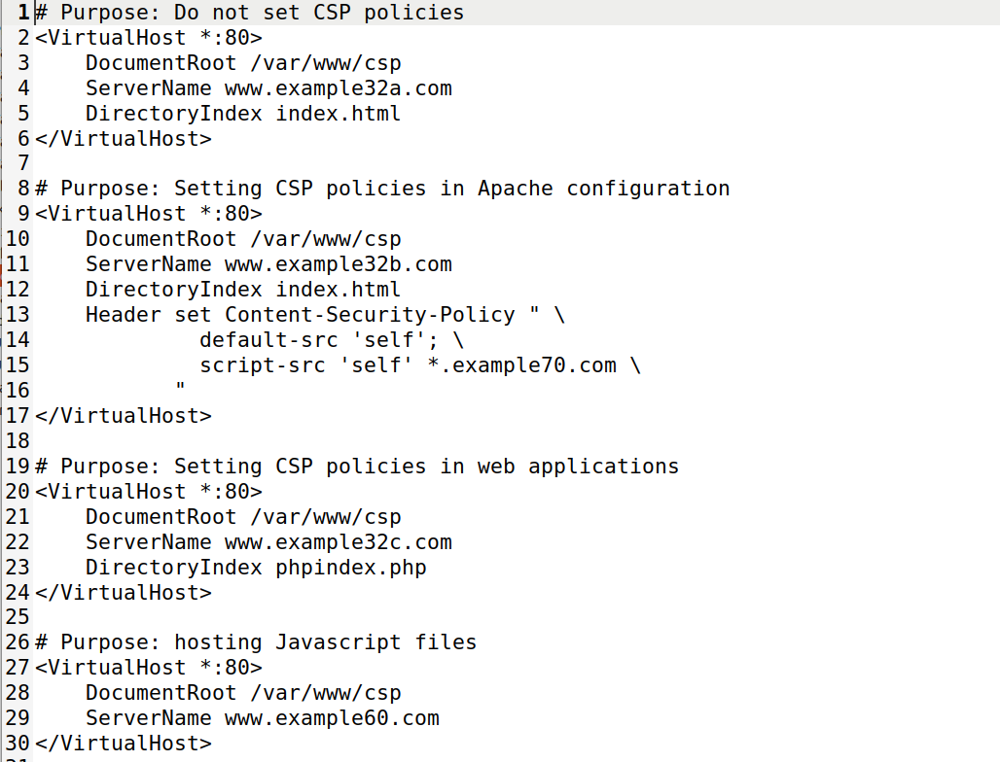 1# Purpose: Do not set CSP policies
2<VirtualHost *:80>
3    DocumentRoot /var/www/csp
4    ServerName www.example32a.com
5    DirectoryIndex index.html
6</VirtualHost>
7
8# Purpose: Setting CSP policies in Apache configuration
9<VirtualHost *:80>
10    DocumentRoot /var/www/csp
11    ServerName www.example32b.com
12    DirectoryIndex index.html
13    Header set Content-Security-Policy " \
14             default-src 'self'; \
15             script-src 'self' *.example70.com \
16           "
17</VirtualHost>
18
19# Purpose: Setting CSP policies in web applications
20<VirtualHost *:80>
21    DocumentRoot /var/www/csp
22    ServerName www.example32c.com
23    DirectoryIndex phpindex.php
24</VirtualHost>
25
26# Purpose: hosting Javascript files
27<VirtualHost *:80>
28    DocumentRoot /var/www/csp
29    ServerName www.example60.com
30</VirtualHost>